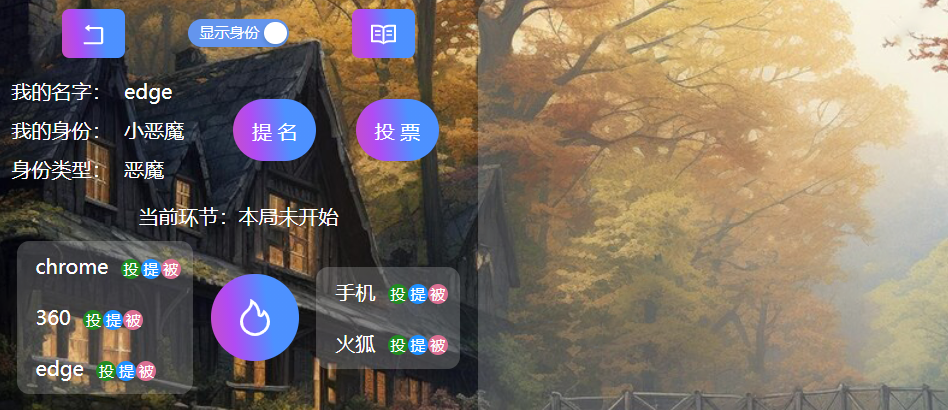 显示身份
我的名字： edge
我的身份： 小恶魔
身份类型： 恶魔
提 名
投 票
当前环节：本局未开始
chrome 投 提 被
360 投 提 被
edge 投 提 被
手机 投 提 被
火狐 投 提 被